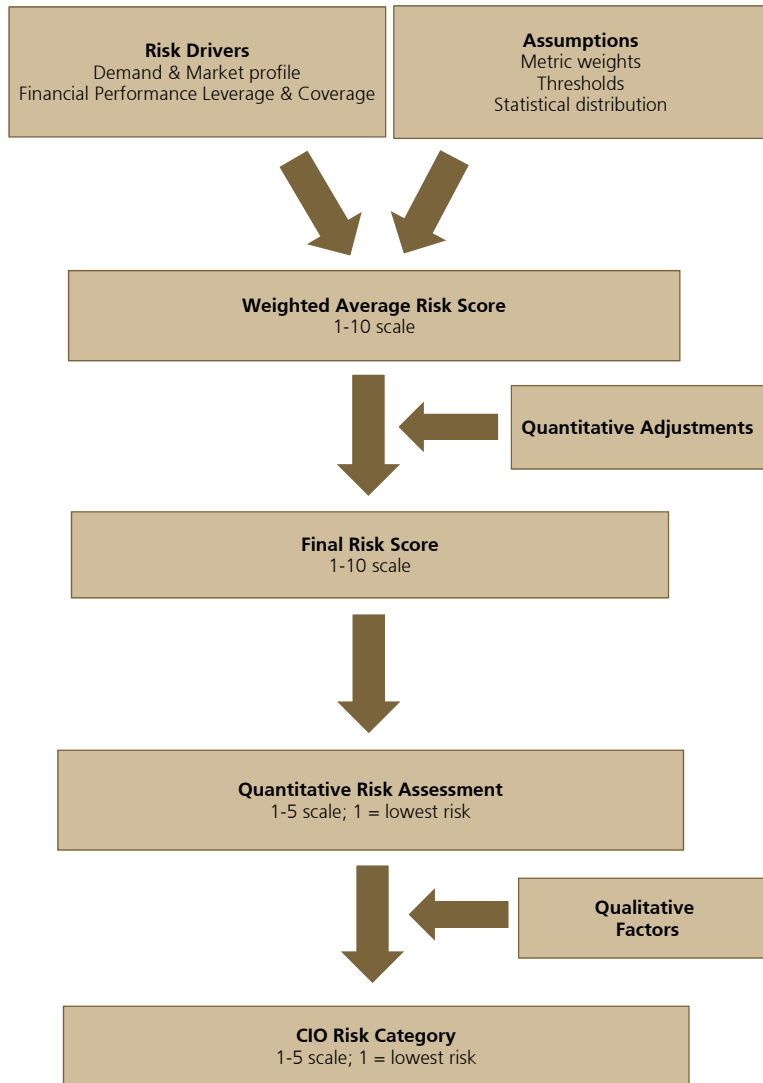 Risk Drivers
Demand & Market profile
Financial Performance Leverage & Coverage
Assumptions
Metric weights
Thresholds
Statistical distribution
Weighted Average Risk Score
1-10 scale
Quantitative Adjustments
Final Risk Score
1-10 scale
Quantitative Risk Assessment
1-5 scale; 1 = lowest risk
Qualitative
Factors
CIO Risk Category
1-5 scale; 1 = lowest risk